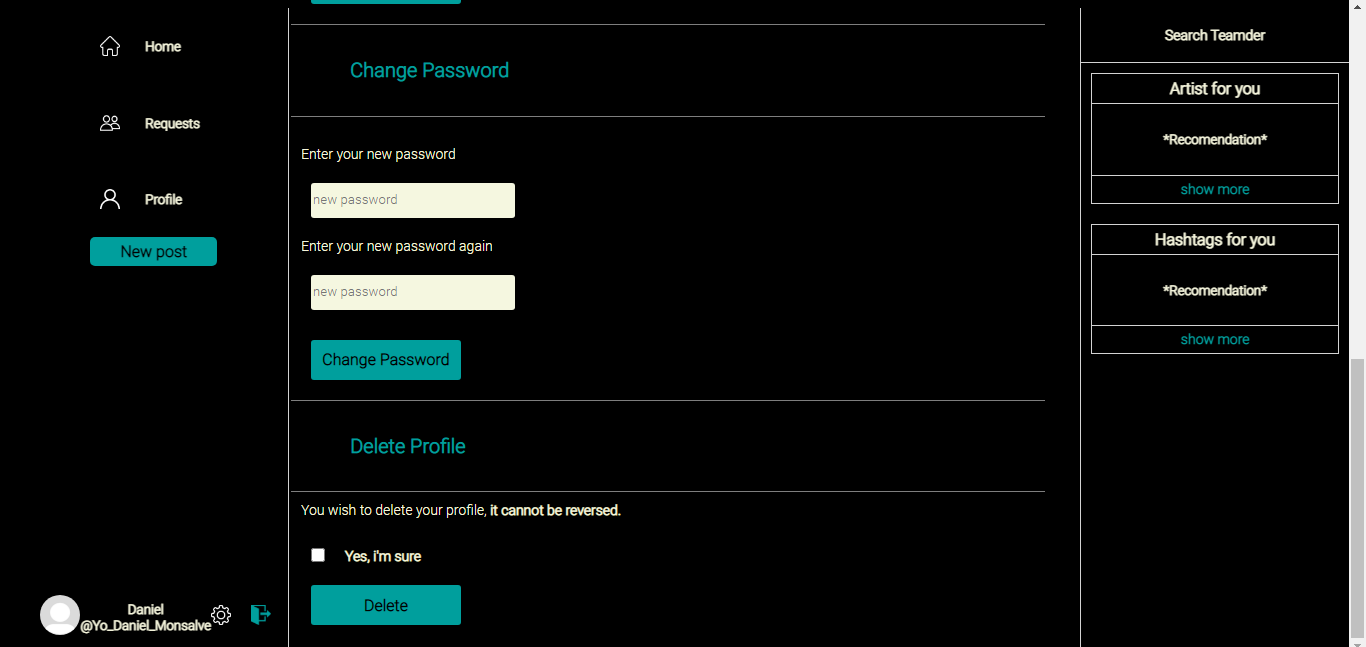 Home
Requests
Profile
New post
Daniel
@Yo_Daniel_Monsalve
Change Password
Enter your new password
new password
Enter your new password again
new password
Change Password
Delete Profile
You wish to delete your profile, it cannot be reversed.
Yes, i'm sure
Delete
Search Teamder
Artist for you
*Recomendation*
show more
Hashtags for you
*Recomendation*
show more